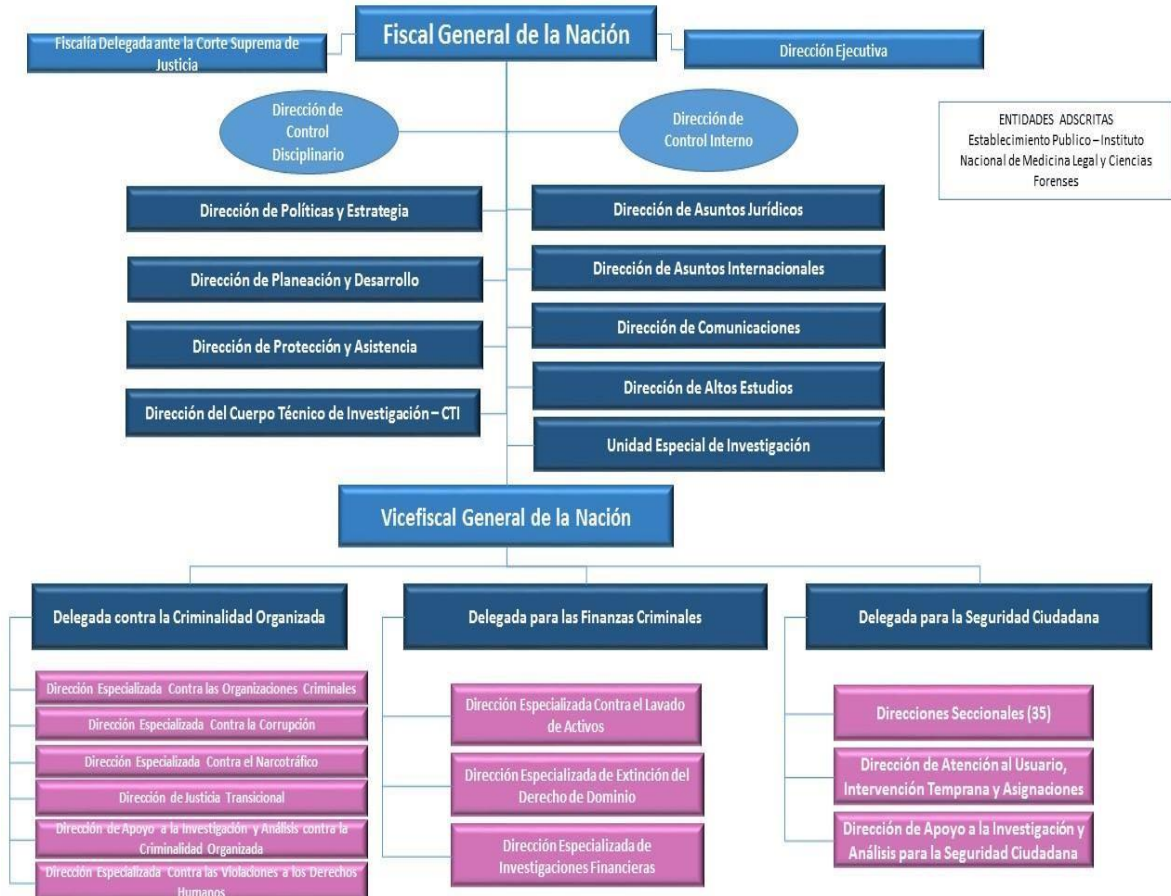 Fiscal General de la Nación
Fiscalía Delegada ante la Corte Suprema de
Justicia
Dirección Ejecutiva
Dirección de
Control
Disciplinario
Dirección de
Control Interno
ENTIDADES ADSCRITAS
Establecimiento Publico – Instituto
Nacional de Medicina Legal y Ciencias
Forenses
Dirección de Políticas y Estrategia
Dirección de Asuntos Jurídicos
Dirección de Planeación y Desarrollo
Dirección de Asuntos Internacionales
Dirección de Protección y Asistencia
Dirección de Comunicaciones
Dirección del Cuerpo Técnico de Investigación – CTI
Dirección de Altos Estudios
Unidad Especial de Investigación
Vicefiscal General de la Nación
Delegada contra la Criminalidad Organizada
Dirección Especializada Contra las Organizaciones Criminales
Dirección Especializada Contra la Corrupción
Dirección Especializada Contra el Narcotráfico
Dirección de Justicia Transicional
Dirección de Apoyo a la Investigación y Análisis contra la
Criminalidad Organizada
Dirección Especializada Contra las Violaciones a los Derechos
Humanos
Delegada para las Finanzas Criminales
Dirección Especializada Contra el Lavado
de Activos
Dirección Especializada de Extinción del
Derecho de Dominio
Dirección Especializada de
Investigaciones Financieras
Delegada para la Seguridad Ciudadana
Direcciones Seccionales (35)
Dirección de Atención al Usuario,
Intervención Temprana y Asignaciones
Dirección de Apoyo a la Investigación y
Análisis para la Seguridad Ciudadana